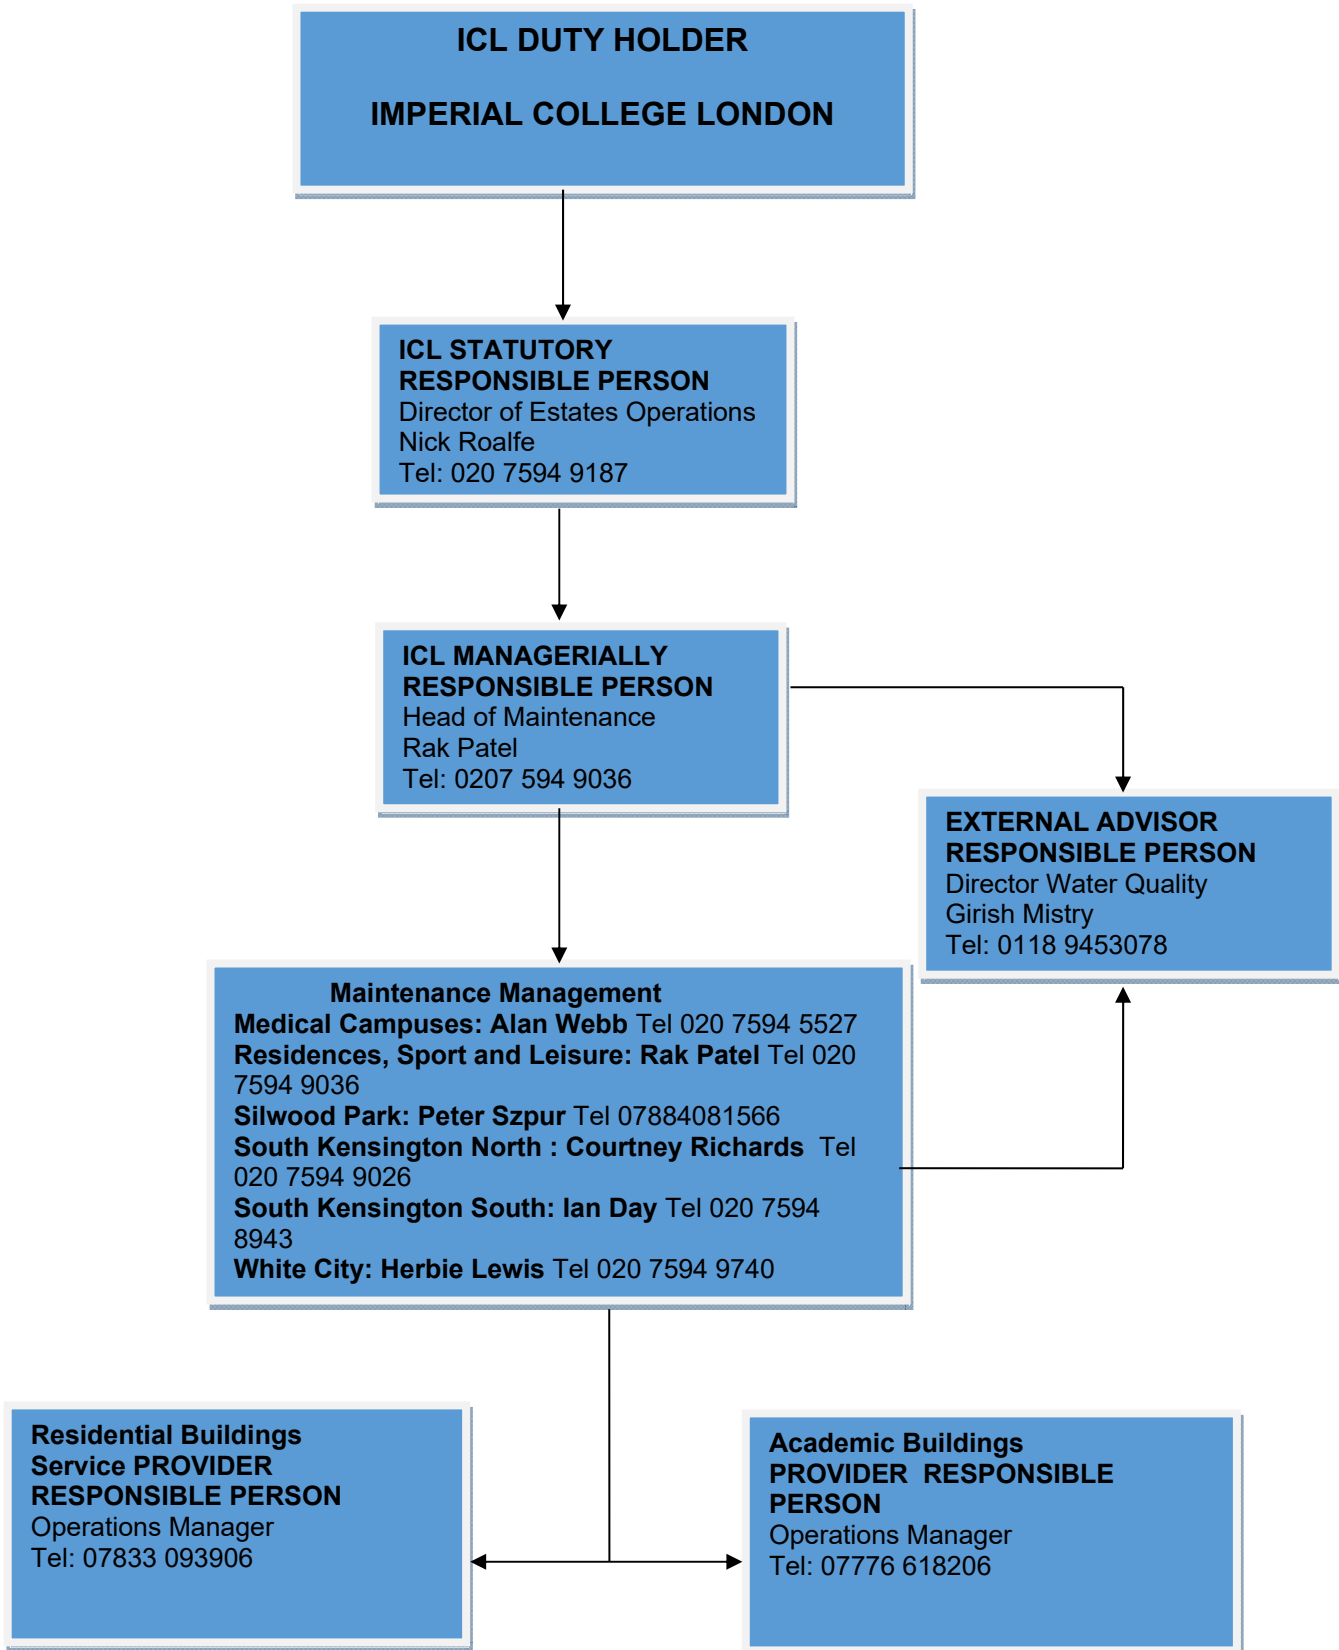 ICL DUTY HOLDER
IMPERIAL COLLEGE LONDON
ICL STATUTORY
RESPONSIBLE PERSON
Director of Estates Operations
Nick Roalfe
Tel: 020 7594 9187
ICL MANAGERIALLY
RESPONSIBLE PERSON
Head of Maintenance
Rak Patel
Tel: 0207 594 9036
EXTERNAL ADVISOR
RESPONSIBLE PERSON
Director Water Quality
Girish Mistry
Tel: 0118 9453078
Maintenance Management
Medical Campuses: Alan Webb Tel 020 7594 5527
Residences, Sport and Leisure: Rak Patel Tel 020
7594 9036
Silwood Park: Peter Szpur Tel 07884081566
South Kensington North : Courtney Richards  Tel
020 7594 9026
South Kensington South: Ian Day Tel 020 7594
8943
White City: Herbie Lewis Tel 020 7594 9740
Residential Buildings
Service PROVIDER
RESPONSIBLE PERSON
Operations Manager
Tel: 07833 093906
Academic Buildings
PROVIDER  RESPONSIBLE
PERSON
Operations Manager
Tel: 07776 618206